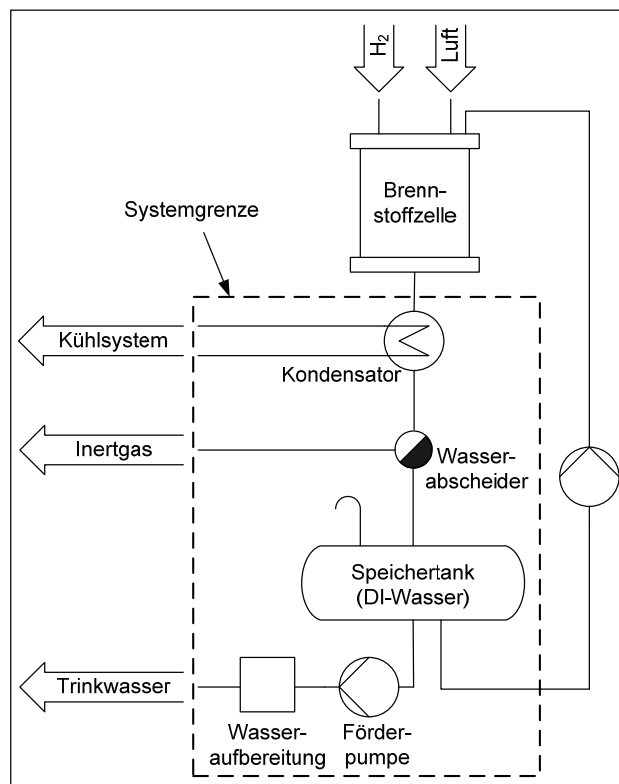 H₂
Luft
Brenn-
stoffzelle
Systemgrenze
Kühlsystem
Kondensator
Inertgas
Wasser-
abscheider
Speichertank
(DI-Wasser)
Trinkwasser
Wasser-
aufbereitung
Förder-
pumpe